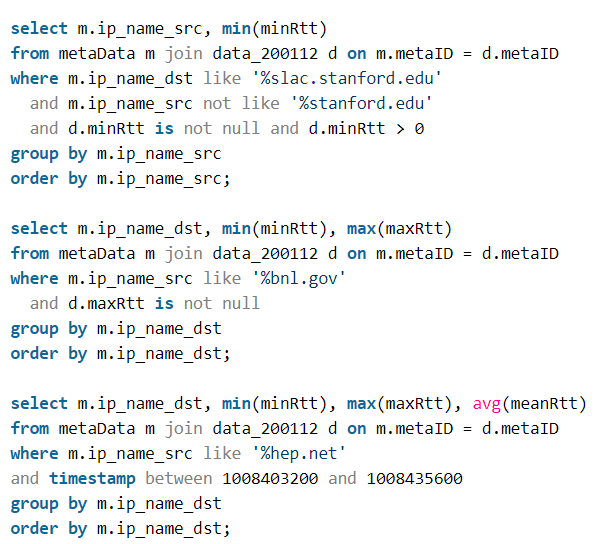 select m.ip_name_src, min(minRtt)
from metaData m join data_200112 d on m.metaID = d.metaID
where m.ip_name_dst like '%slac.stanford.edu'
  and m.ip_name_src not like '%stanford.edu'
  and d.minRtt is not null and d.minRtt > 0
group by m.ip_name_src
order by m.ip_name_src;

select m.ip_name_dst, min(minRtt), max(maxRtt)
from metaData m join data_200112 d on m.metaID = d.metaID
where m.ip_name_src like '%bnl.gov'
  and d.maxRtt is not null
group by m.ip_name_dst
order by m.ip_name_dst;

select m.ip_name_dst, min(minRtt), max(maxRtt), avg(meanRtt)
from metaData m join data_200112 d on m.metaID = d.metaID
where m.ip_name_src like '%hep.net'
and timestamp between 1008403200 and 1008435600
group by m.ip_name_dst
order by m.ip_name_dst;